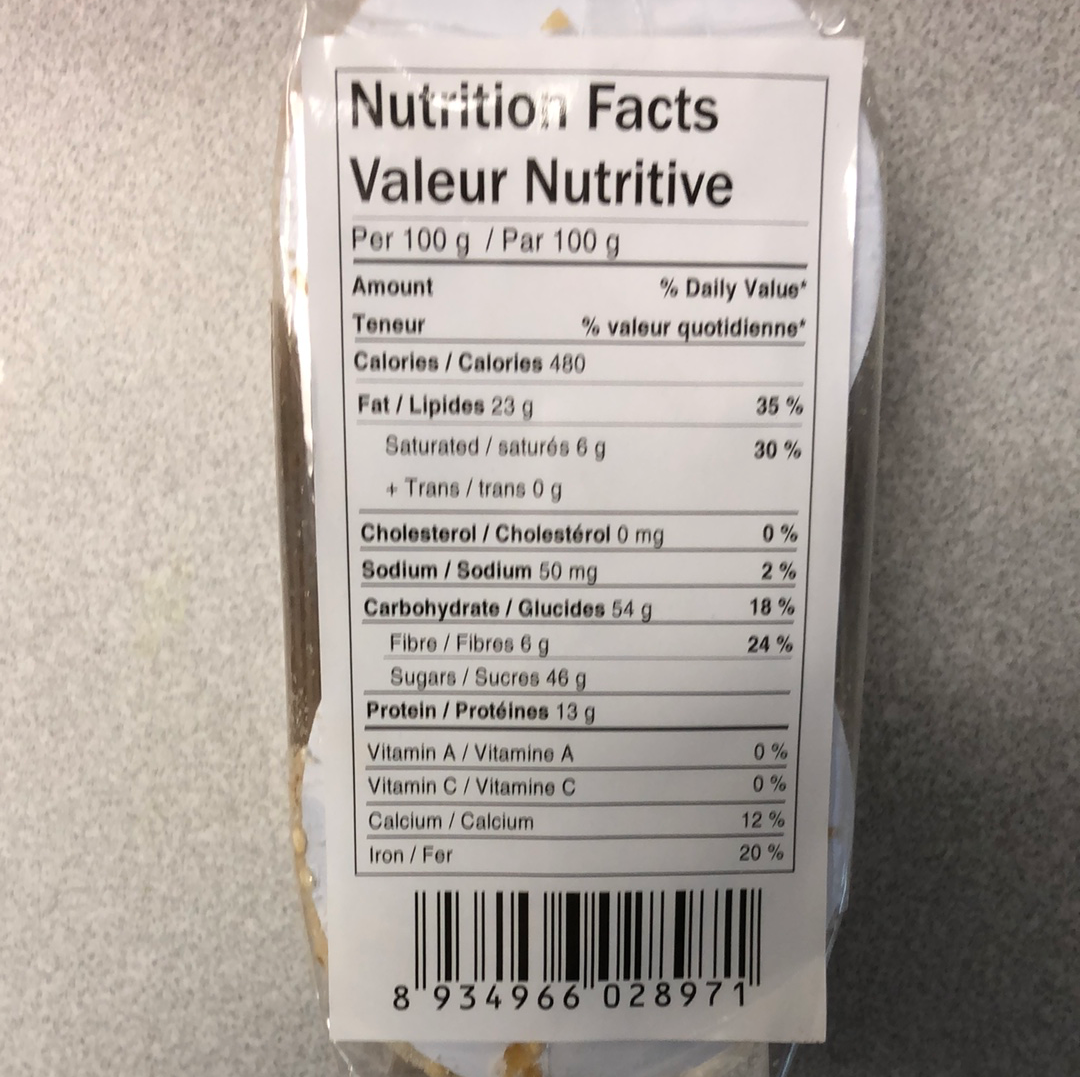 Nutrition Facts
Valeur Nutritive
Per 100 g / Par 100 g
Amount % Daily Value*
Teneur % valeur quotidienne*
Calories / Calories 480
Fat / Lipides 23 g 35 %
Saturated / saturés 6 g 30 %
+ Trans / trans 0 g
Cholesterol / Cholestérol 0 mg 0 %
Sodium / Sodium 50 mg 2 %
Carbohydrate / Glucides 54 g 18 %
Fibre / Fibres 6 g 24 %
Sugars / Sucres 46 g
Protein / Protéines 13 g
Vitamin A / Vitamine A 0 %
Vitamin C / Vitamine C 0 %
Calcium / Calcium 12 %
Iron / Fer 20 %
8 934966 028971